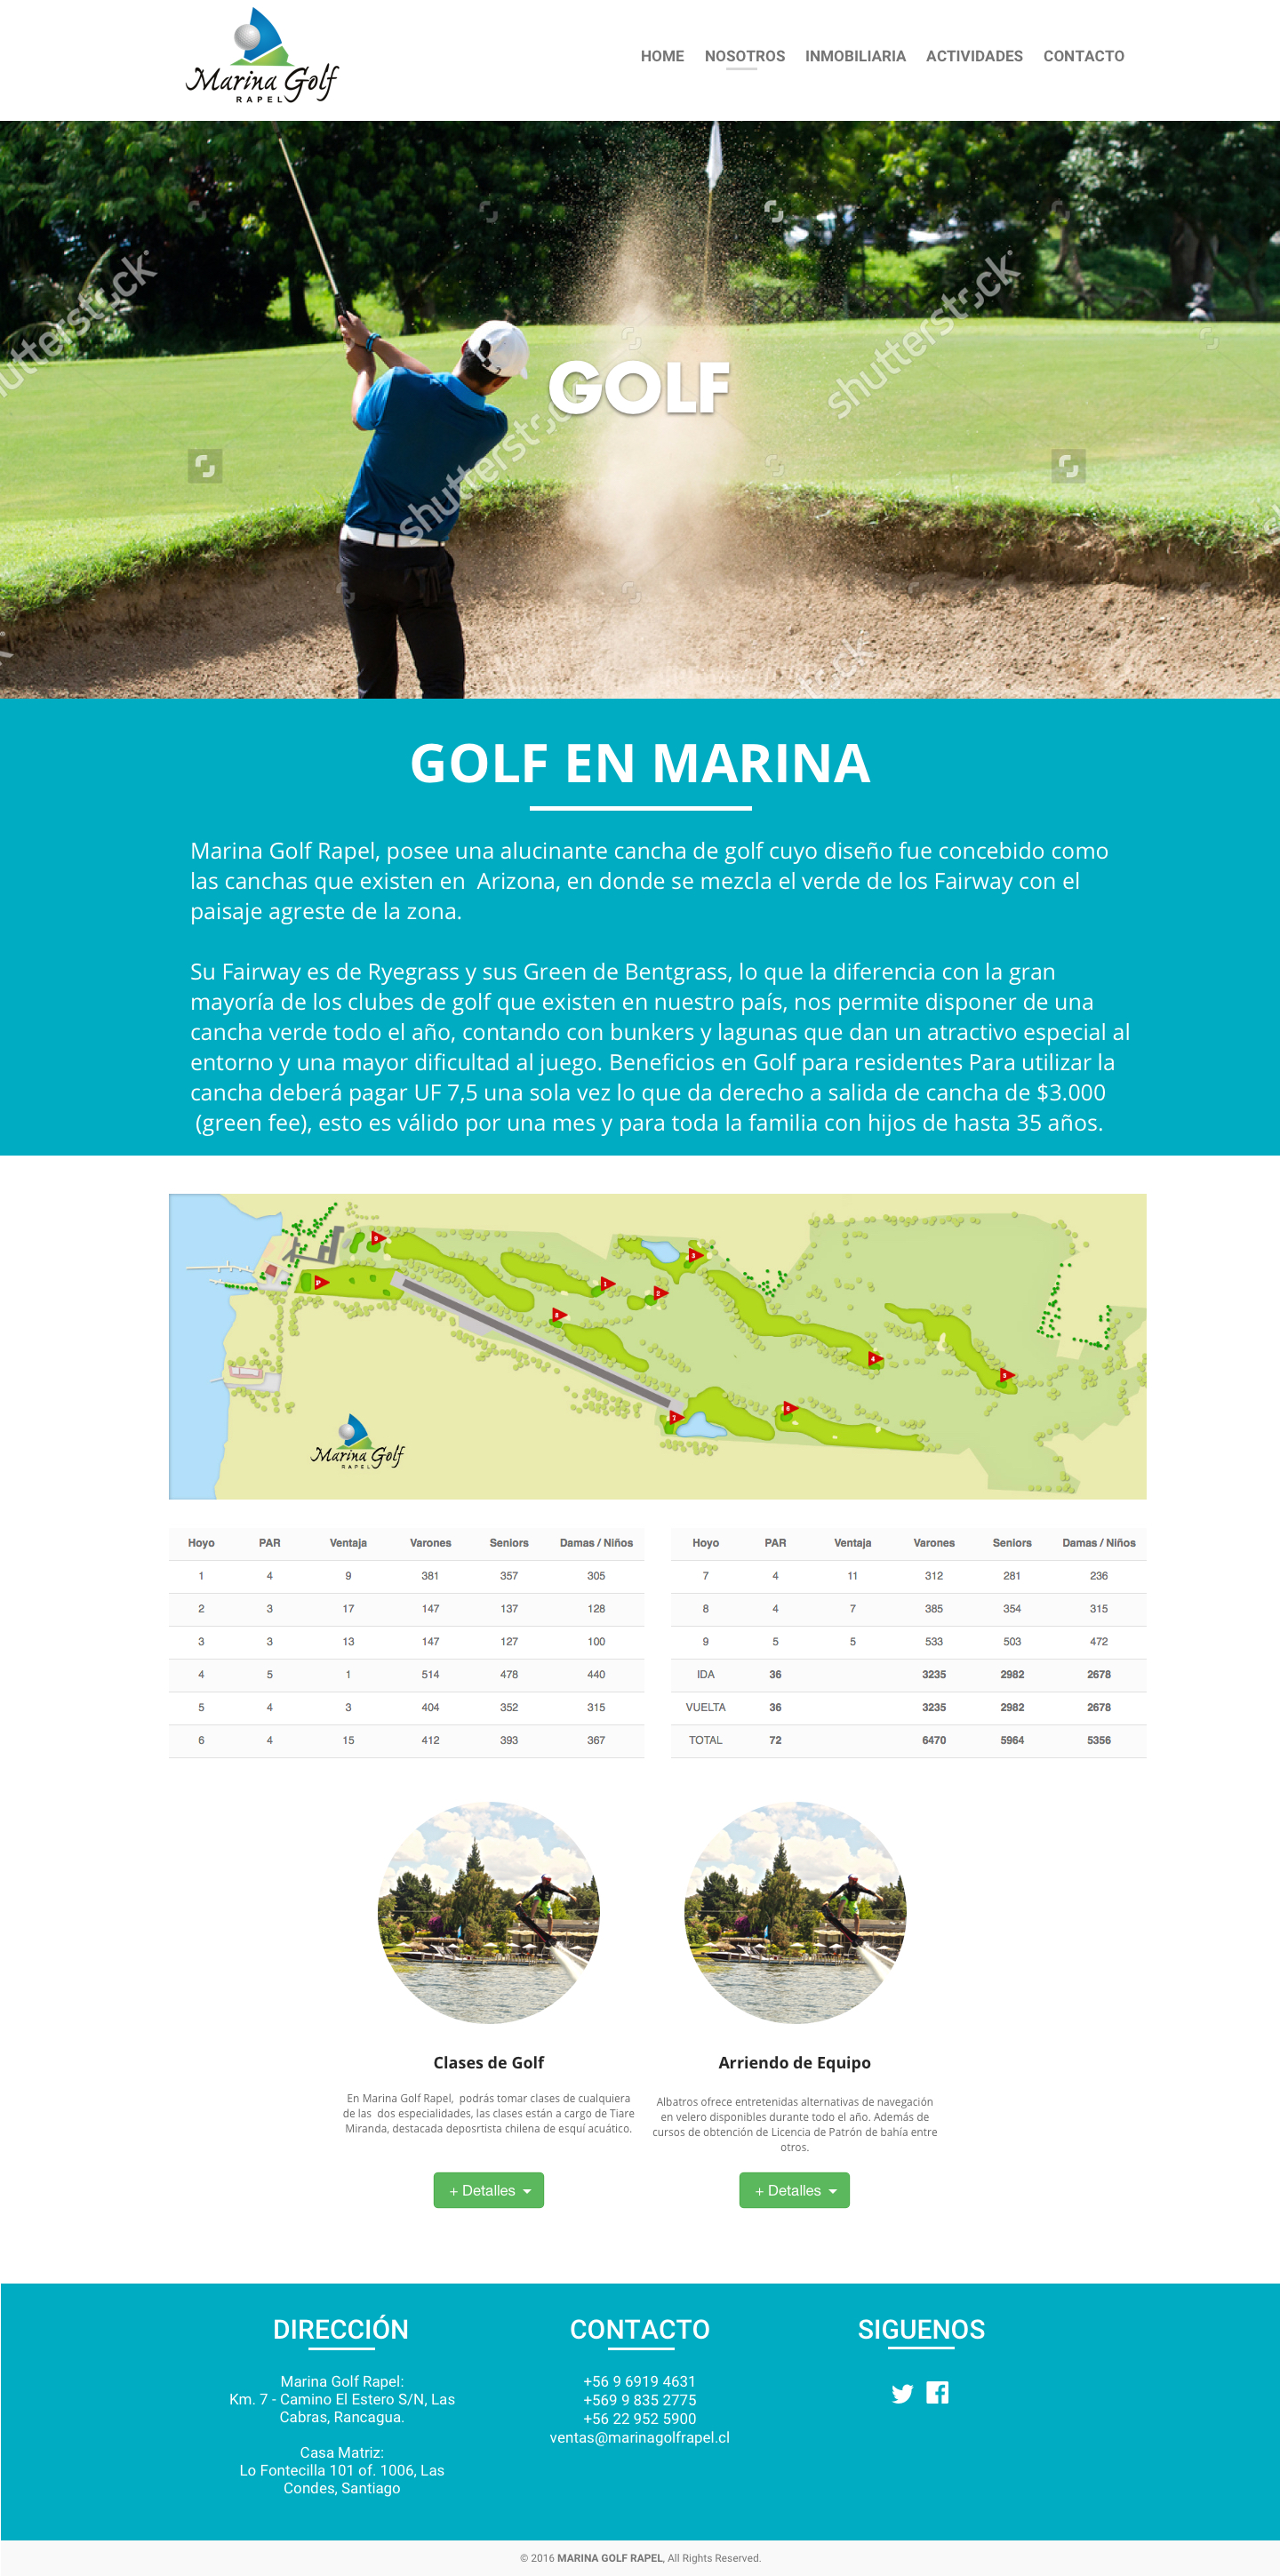 Marina Golf
RAPEL
HOME NOSOTROS INMOBILIARIA ACTIVIDADES CONTACTO
shutterstock
shutterstock
shutterstock
GOLF
GOLF EN MARINA
Marina Golf Rapel, posee una alucinante cancha de golf cuyo diseño fue concebido como
las canchas que existen en Arizona, en donde se mezcla el verde de los Fairway con el
paisaje agreste de la zona.
Su Fairway es de Ryegrass y sus Green de Bentgrass, lo que la diferencia con la gran
mayoría de los clubes de golf que existen en nuestro país, nos permite disponer de una
cancha verde todo el año, contando con bunkers y lagunas que dan un atractivo especial al
entorno y una mayor dificultad al juego. Beneficios en Golf para residentes Para utilizar la
cancha deberá pagar UF 7,5 una sola vez lo que da derecho a salida de cancha de $3.000
(green fee), esto es válido por una mes y para toda la familia con hijos de hasta 35 años.
9
3
1
2
8
4
5
6
7
Marina Golf
RAPEL
Hoyo PAR Ventaja Varones Seniors Damas / Niños
1 4 9 381 357 305
2 3 17 147 137 128
3 3 13 147 127 100
4 5 1 514 478 440
5 4 3 404 352 315
6 4 15 412 393 367
Hoyo PAR Ventaja Varones Seniors Damas / Niños
7 4 11 312 281 236
8 4 7 385 354 315
9 5 5 533 503 472
IDA 36 3235 2982 2678
VUELTA 36 3235 2982 2678
TOTAL 72 6470 5964 5356
Clases de Golf
En Marina Golf Rapel, podrás tomar clases de cualquiera
de las dos especialidades, las clases están a cargo de Tiare
Miranda, destacada deposrtista chilena de esquí acuático.
+ Detalles
Arriendo de Equipo
Albatros ofrece entretenidas alternativas de navegación
en velero disponibles durante todo el año. Además de
cursos de obtención de Licencia de Patrón de bahía entre
otros.
+ Detalles
DIRECCIÓN
Marina Golf Rapel:
Km. 7 - Camino El Estero S/N, Las
Cabras, Rancagua.
Casa Matriz:
Lo Fontecilla 101 of. 1006, Las
Condes, Santiago
CONTACTO
+56 9 6919 4631
+569 9 835 2775
+56 22 952 5900
ventas@marinagolfrapel.cl
SIGUENOS
© 2016 MARINA GOLF RAPEL, All Rights Reserved.